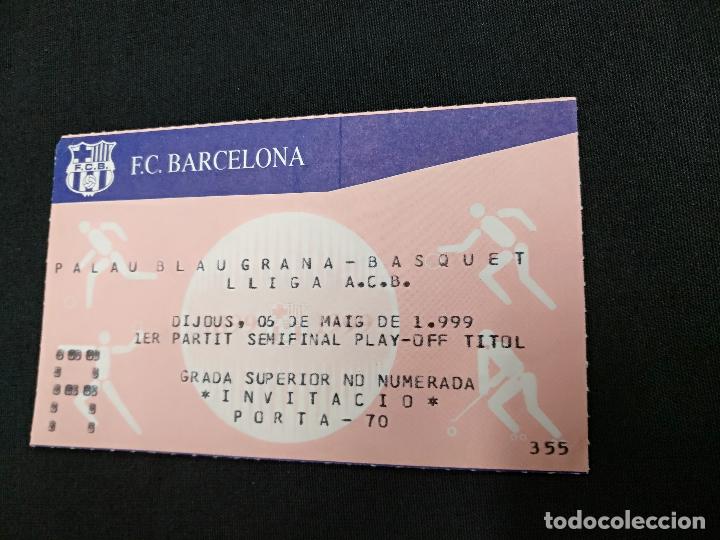 F.C.B.
F.C. BARCELONA
PALAU BLAUGRANA-BASQUET
LLIGA A.C.B.
DIJOUS, 06 DE MAIG DE 1.999
1ER PARTIT SEMIFINAL PLAY-OFF TITOL
GRADA SUPERIOR NO NUMERADA
*INVITACIO*
PORTA-70
355
todocoleccion.net